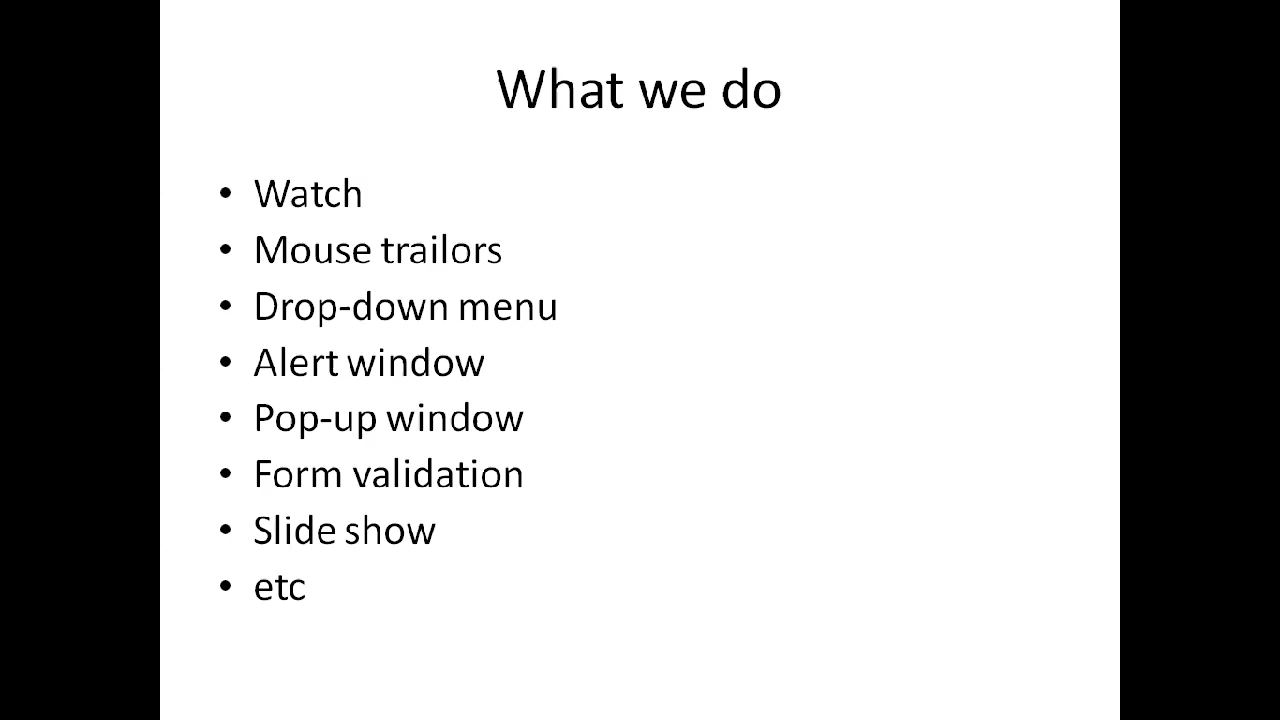 What we do
• Watch
• Mouse trailors
• Drop-down menu
• Alert window
• Pop-up window
• Form validation
• Slide show
• etc